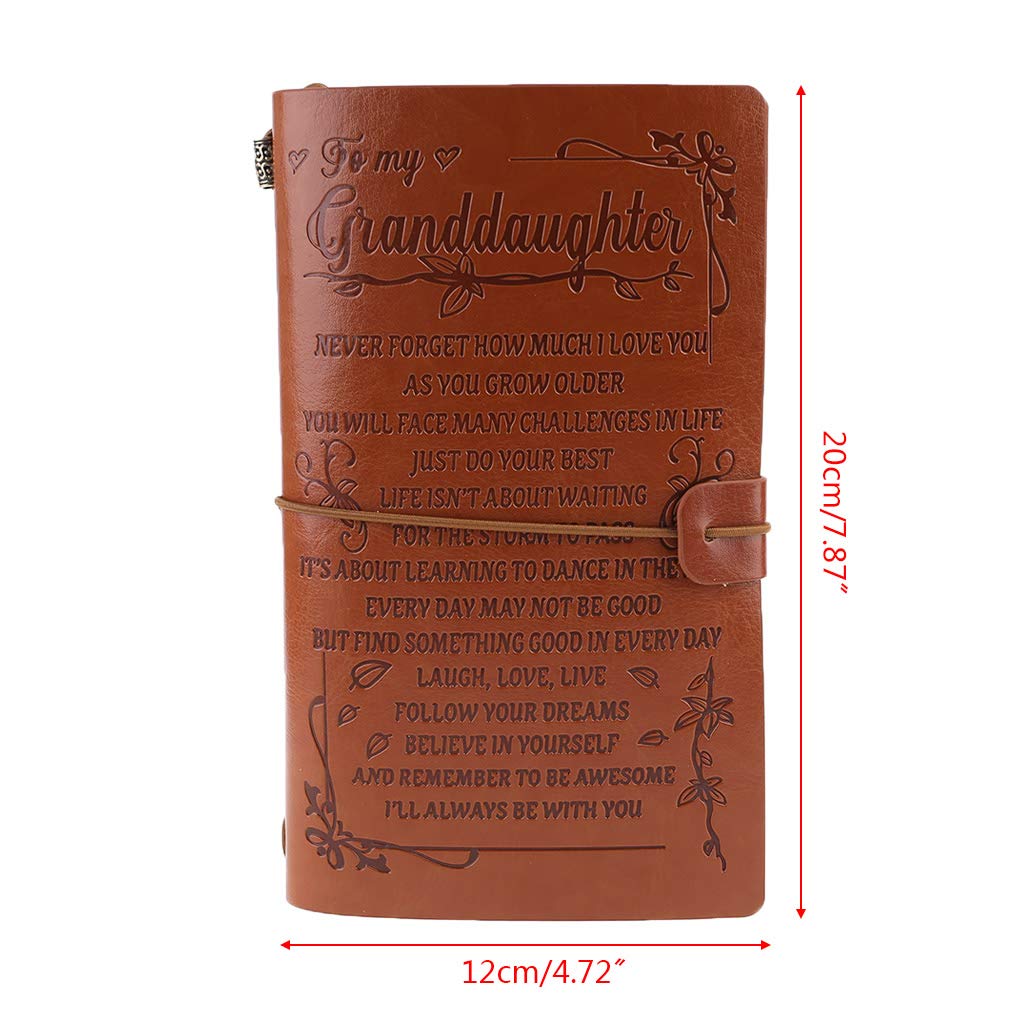 To my
Granddaughter
NEVER FORGET HOW MUCH I LOVE YOU
AS YOU GROW OLDER
YOU WILL FACE MANY CHALLENGES IN LIFE
JUST DO YOUR BEST
LIFE ISN'T ABOUT WAITING
FOR THE STORM TO PASS
IT'S ABOUT LEARNING TO DANCE IN THE
EVERY DAY MAY NOT BE GOOD
BUT FIND SOMETHING GOOD IN EVERY DAY
LAUGH, LOVE, LIVE
FOLLOW YOUR DREAMS
BELIEVE IN YOURSELF
AND REMEMBER TO BE AWESOME
I'LL ALWAYS BE WITH YOU
20cm/7.87"
12cm/4.72"